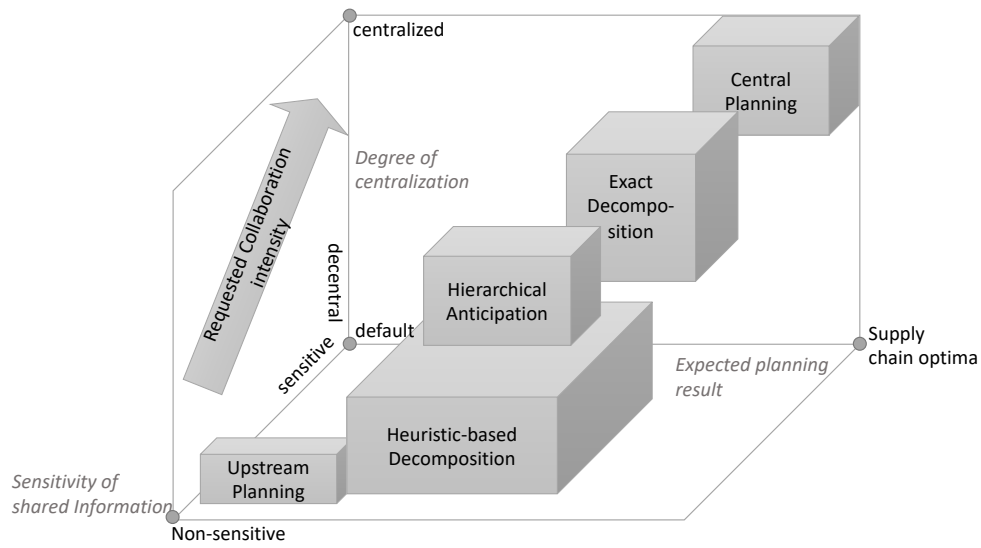 centralized
Central
Planning
Degree of
centralization
Exact
Decompo-
sition
Requested Collaboration
intensity
decentral
Hierarchical
Anticipation
default
sensitive
Supply
chain optima
Expected planning
result
Heuristic-based
Decomposition
Upstream
Planning
Sensitivity of
shared Information
Non-sensitive